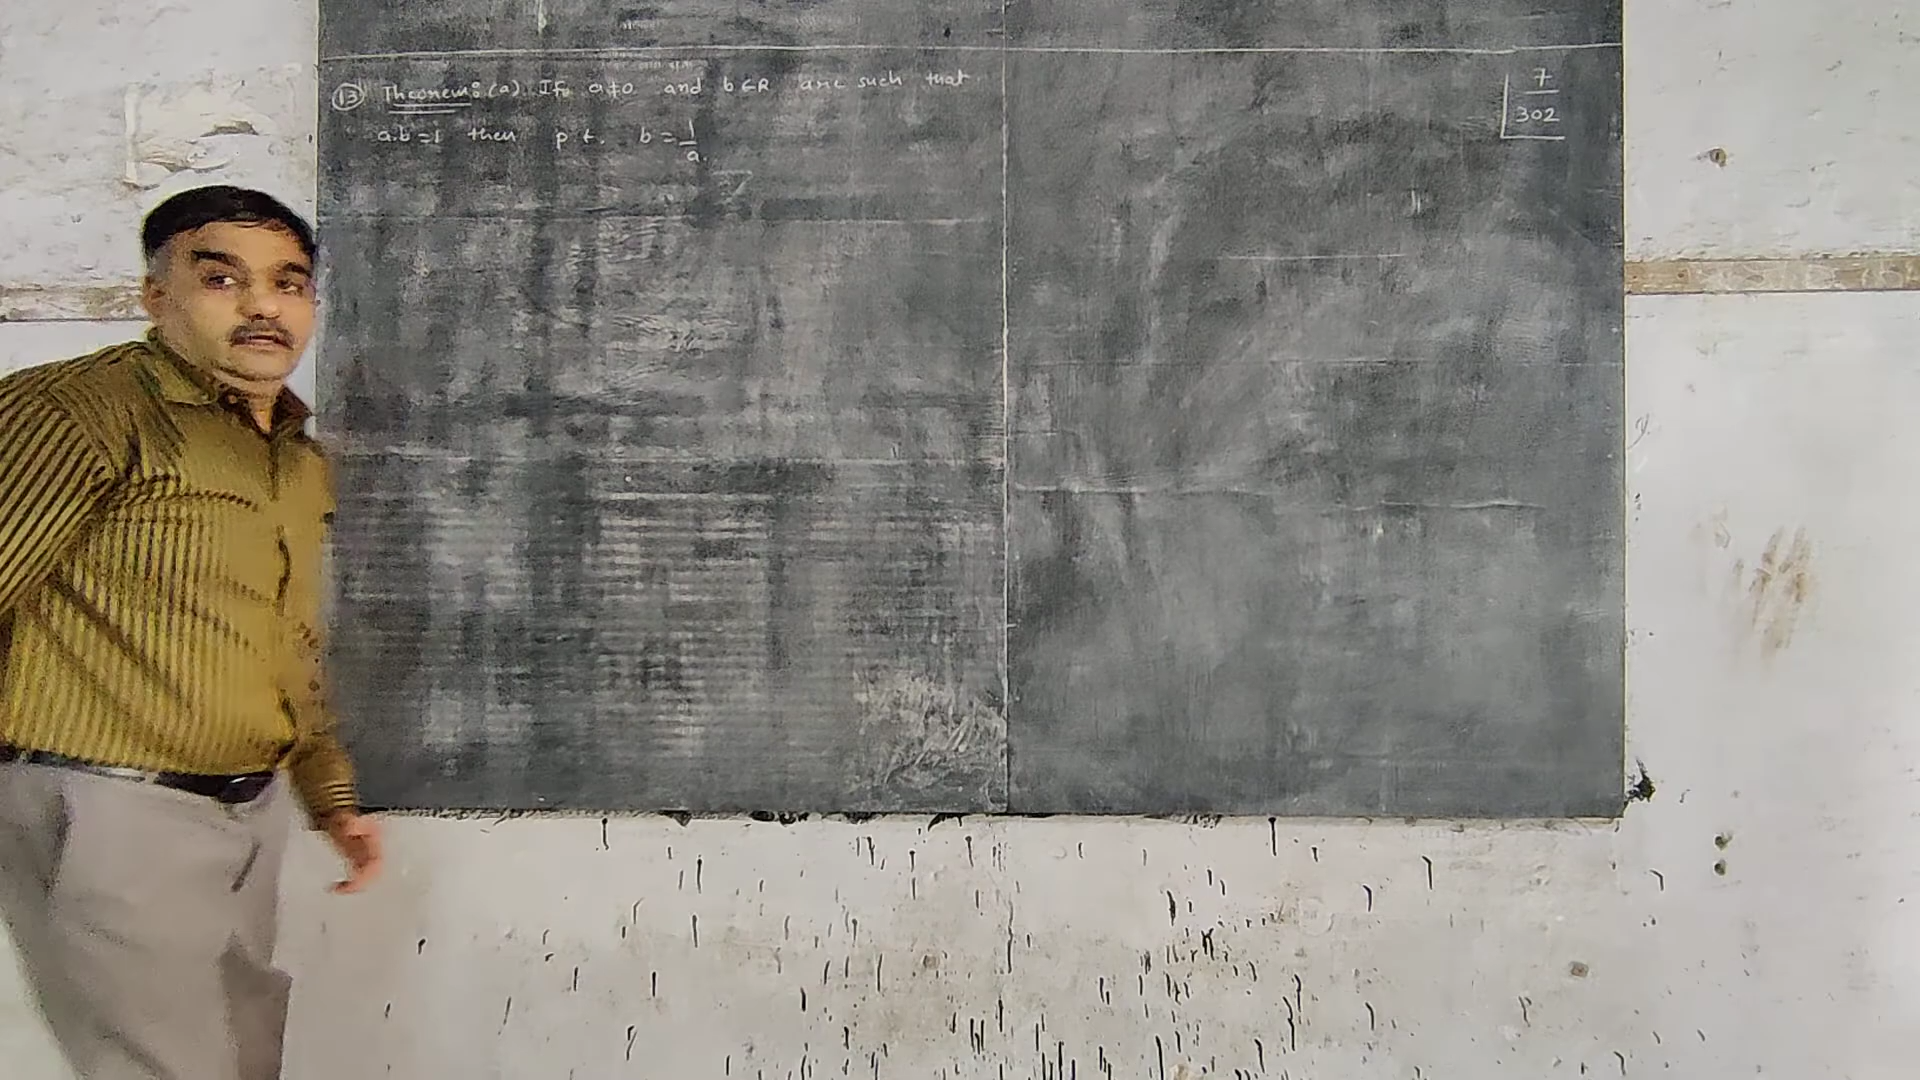 13 Theorem: (a) If a≠0 and b∈R are such that
a.b=1 then p t. b=1/a.
7
302